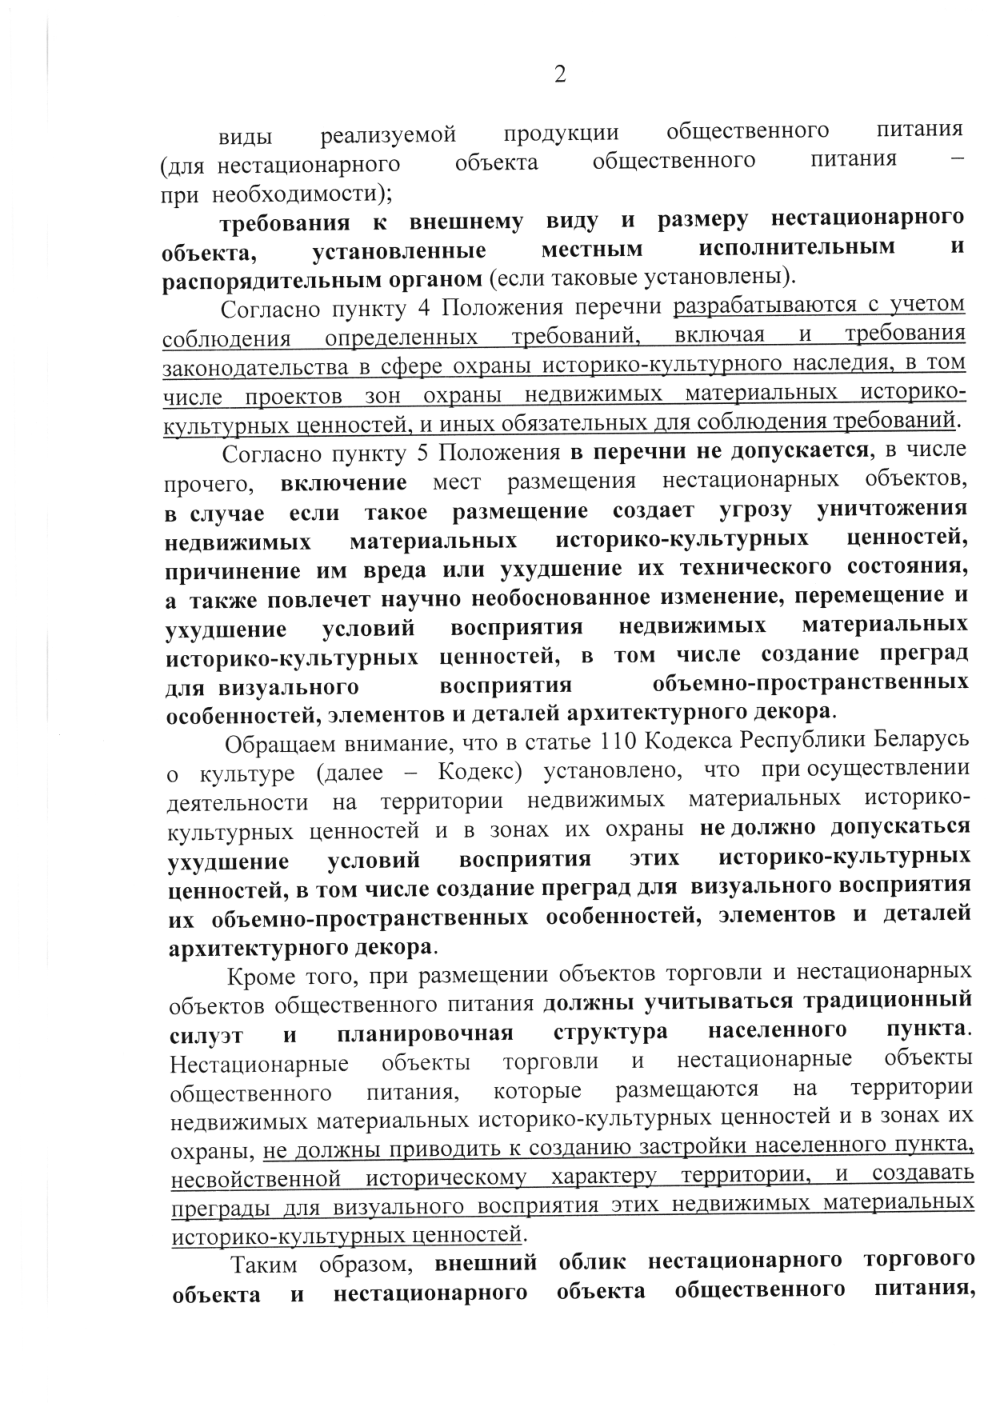 2
виды реализуемой продукции общественного питания
(для нестационарного объекта общественного питания –
при необходимости);
требования к внешнему виду и размеру нестационарного
объекта, установленные местным исполнительным и
распорядительным органом (если таковые установлены).
Согласно пункту 4 Положения перечни разрабатываются с учетом
соблюдения определенных требований, включая и требования
законодательства в сфере охраны историко-культурного наследия, в том
числе проектов зон охраны недвижимых материальных историко-
культурных ценностей, и иных обязательных для соблюдения требований.
Согласно пункту 5 Положения в перечни не допускается, в числе
прочего, включение мест размещения нестационарных объектов,
в случае если такое размещение создает угрозу уничтожения
недвижимых материальных историко-культурных ценностей,
причинение им вреда или ухудшение их технического состояния,
а также повлечет научно необоснованное изменение, перемещение и
ухудшение условий восприятия недвижимых материальных
историко-культурных ценностей, в том числе создание преград
для визуального восприятия объемно-пространственных
особенностей, элементов и деталей архитектурного декора.
Обращаем внимание, что в статье 110 Кодекса Республики Беларусь
о культуре (далее – Кодекс) установлено, что при осуществлении
деятельности на территории недвижимых материальных историко-
культурных ценностей и в зонах их охраны не должно допускаться
ухудшение условий восприятия этих историко-культурных
ценностей, в том числе создание преград для визуального восприятия
их объемно-пространственных особенностей, элементов и деталей
архитектурного декора.
Кроме того, при размещении объектов торговли и нестационарных
объектов общественного питания должны учитываться традиционный
силуэт и планировочная структура населенного пункта.
Нестационарные объекты торговли и нестационарные объекты
общественного питания, которые размещаются на территории
недвижимых материальных историко-культурных ценностей и в зонах их
охраны, не должны приводить к созданию застройки населенного пункта,
несвойственной историческому характеру территории, и создавать
преграды для визуального восприятия этих недвижимых материальных
историко-культурных ценностей.
Таким образом, внешний облик нестационарного торгового
объекта и нестационарного объекта общественного питания,